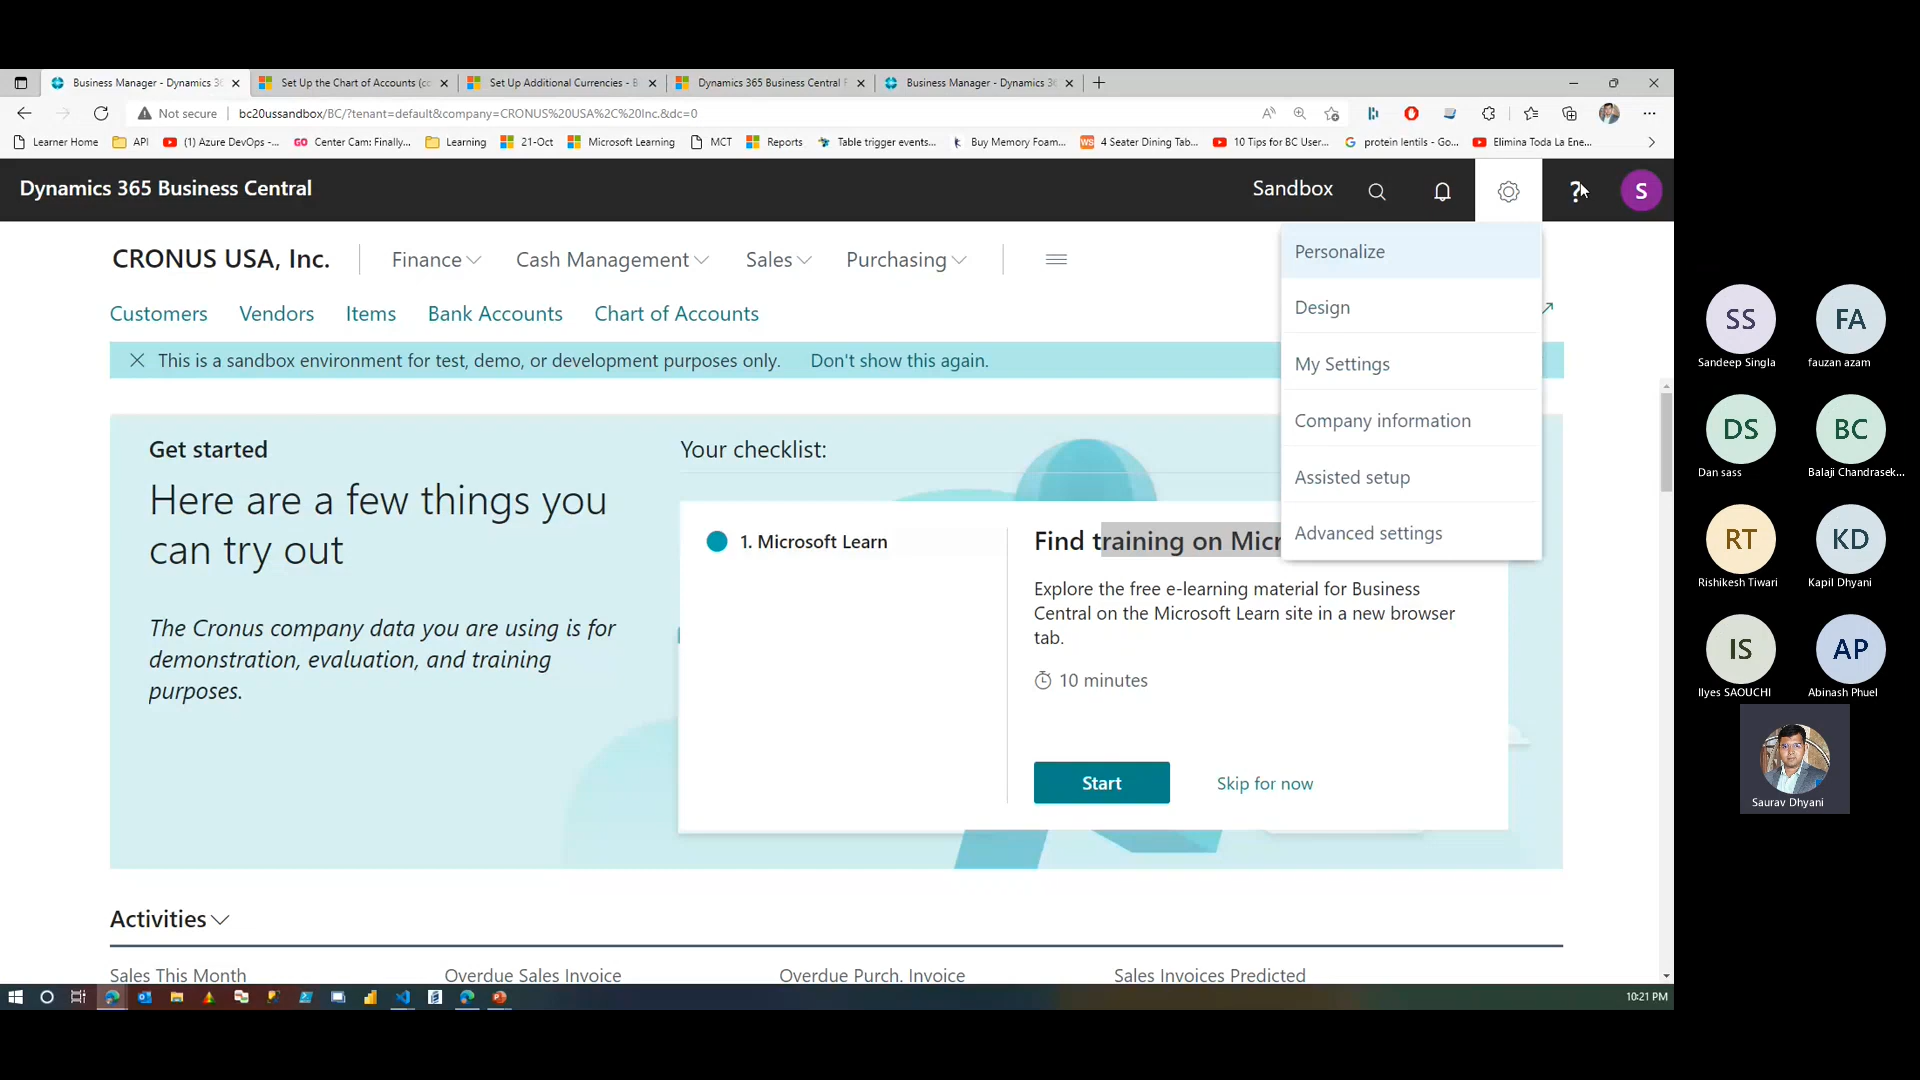 Business Manager - Dynamics 3
Set Up the Chart of Accounts (co
Set Up Additional Currencies - B
Dynamics 365 Business Central
Business Manager - Dynamics 36
Not secure
bc20ussandbox/BC/?tenant=default&company=CRONUS%20USA%2C%20Inc.&dc=0
Learner Home
API
(1) Azure DevOps -...
GO
Center Cam: Finally...
Learning
21-Oct
Microsoft Learning
MCT
Reports
Table trigger events...
Buy Memory Foam...
WS
4 Seater Dining Tab...
10 Tips for BC User...
protein lentils - Go...
Elimina Toda La Ene...
Dynamics 365 Business Central
Sandbox
?
S
CRONUS USA, Inc.
Finance
Cash Management
Sales
Purchasing
Customers
Vendors
Items
Bank Accounts
Chart of Accounts
This is a sandbox environment for test, demo, or development purposes only.
Don't show this again.
Personalize
Design
My Settings
Company information
Assisted setup
Advanced settings
Get started
Here are a few things you
can try out
The Cronus company data you are using is for
demonstration, evaluation, and training
purposes.
Your checklist:
1. Microsoft Learn
Find training on Micr
Explore the free e-learning material for Business
Central on the Microsoft Learn site in a new browser
tab.
10 minutes
Start
Skip for now
Activities
Sales This Month
Overdue Sales Invoice
Overdue Purch. Invoice
Sales Invoices Predicted
10:21 PM
SS
Sandeep Singla
FA
fauzan azam
DS
Dan sass
BC
Balaji Chandrasek...
RT
Rishikesh Tiwari
KD
Kapil Dhyani
IS
Ilyes SAOUCHI
AP
Abinash Phuel
Saurav Dhyani